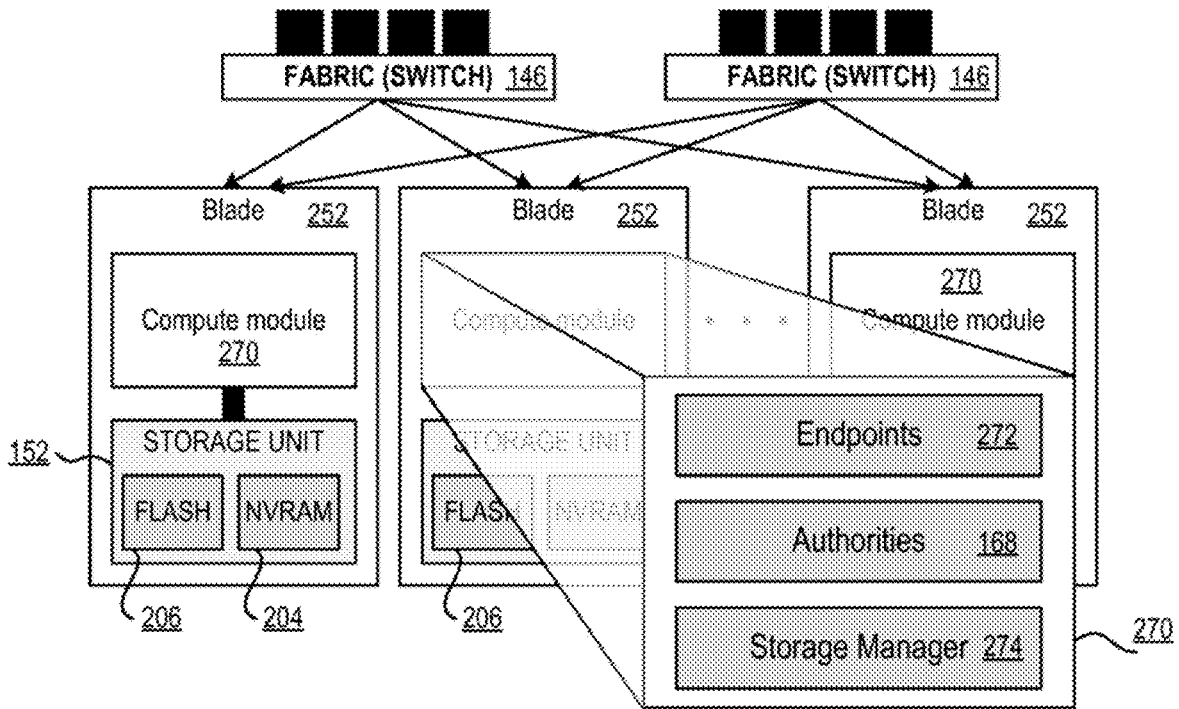 FABRIC (SWITCH) 146
FABRIC (SWITCH) 146
Blade 252
Blade 252
Blade 252
Compute module
270
Compute module
. . .
270
Compute module
152
STORAGE UNIT
FLASH
NVRAM
STORAGE UNIT
FLASH
NVRAM
Endpoints 272
Authorities 168
Storage Manager 274
206
204
206
270